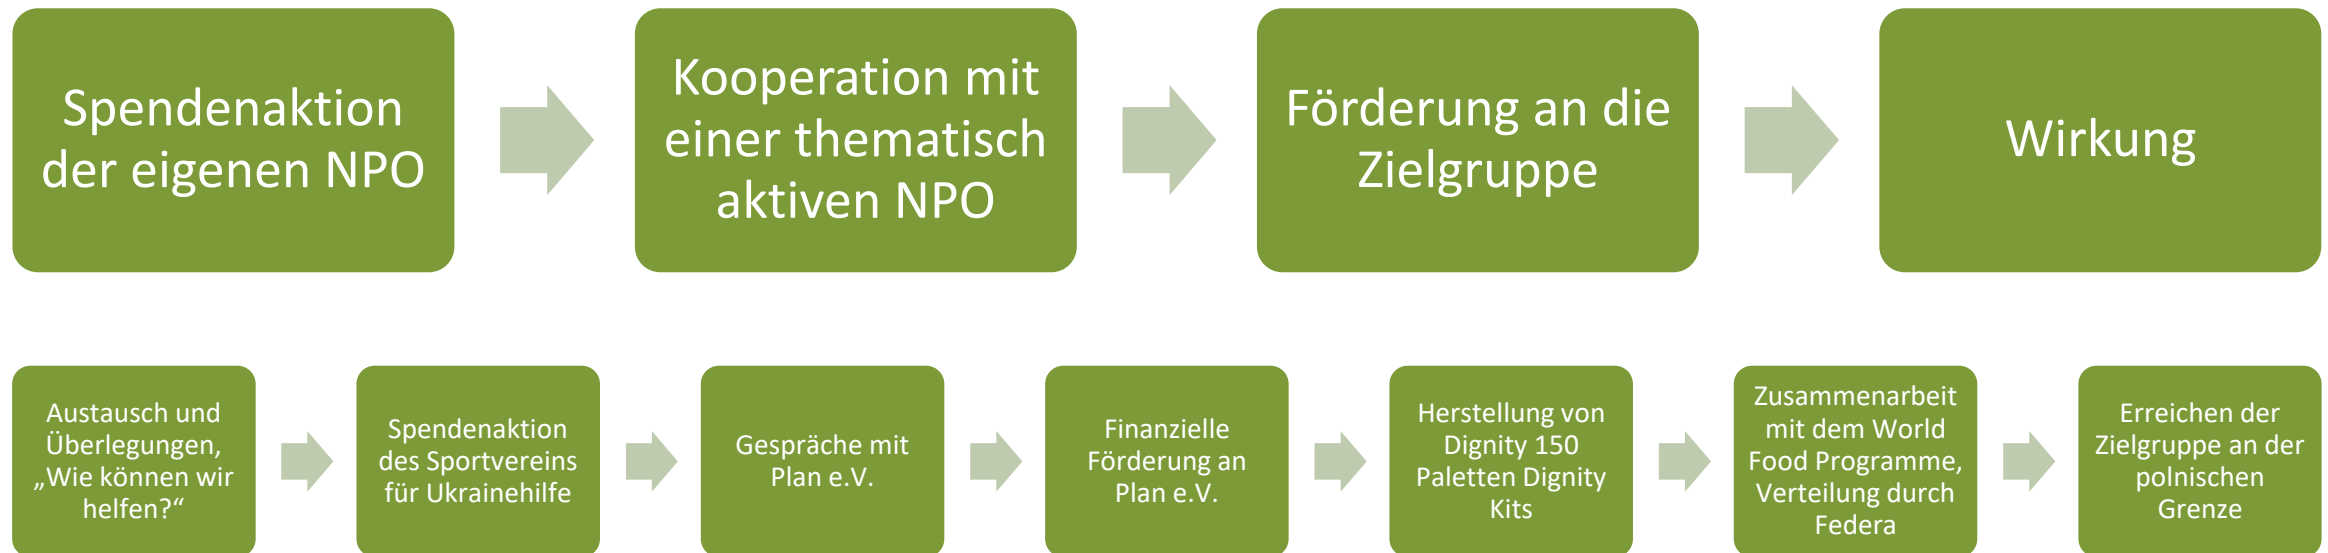 Spendenaktion
der eigenen NPO
Kooperation mit
einer thematisch
aktiven NPO
Förderung an die
Zielgruppe
Wirkung
Austausch und
Überlegungen,
„Wie können wir
helfen?“
Spendenaktion
des Sportvereins
für Ukrainehilfe
Gespräche mit
Plan e.V.
Finanzielle
Förderung an
Plan e.V.
Herstellung von
Dignity 150
Paletten Dignity
Kits
Zusammenarbeit
mit dem World
Food Programme,
Verteilung durch
Federa
Erreichen der
Zielgruppe an der
polnischen
Grenze